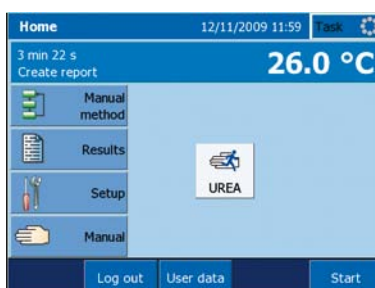 Home 12/11/2009 11:59 Task
3 min 22 s
Create report
26.0 °C
Manual
method
Results
Setup
Manual
UREA
Log out User data Start